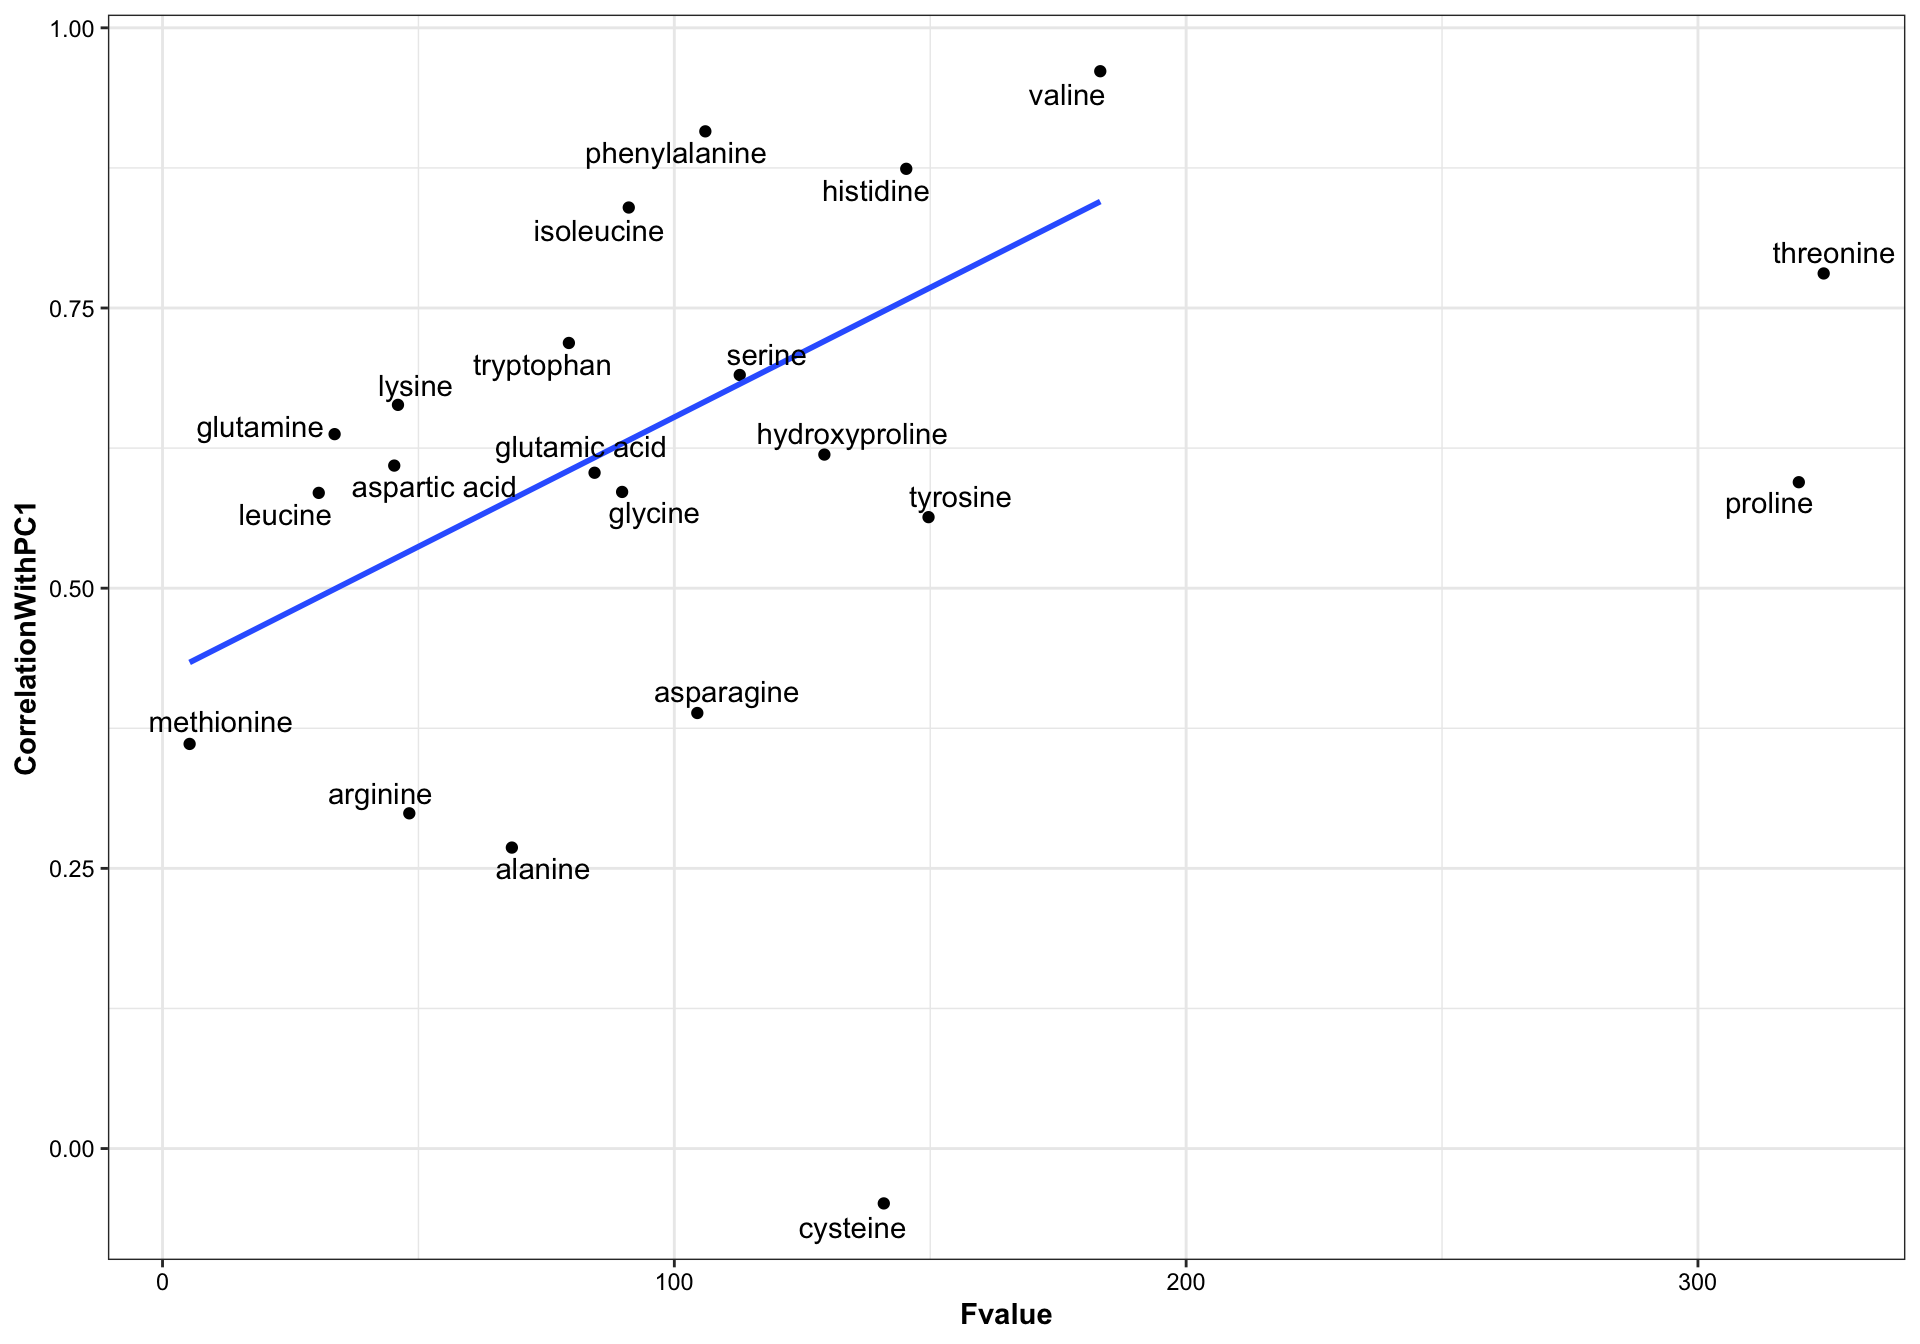 1.00
valine
phenylalanine
histidine
isoleucine
threonine
0.75
serine
tryptophan
lysine
glutamine
hydroxyproline
glutamic acid
aspartic acid
tyrosine
proline
leucine
glycine
0.50
asparagine
methionine
arginine
alanine
0.25
0.00
cysteine
0
100
200
300
Fvalue
CorrelationWithPC1